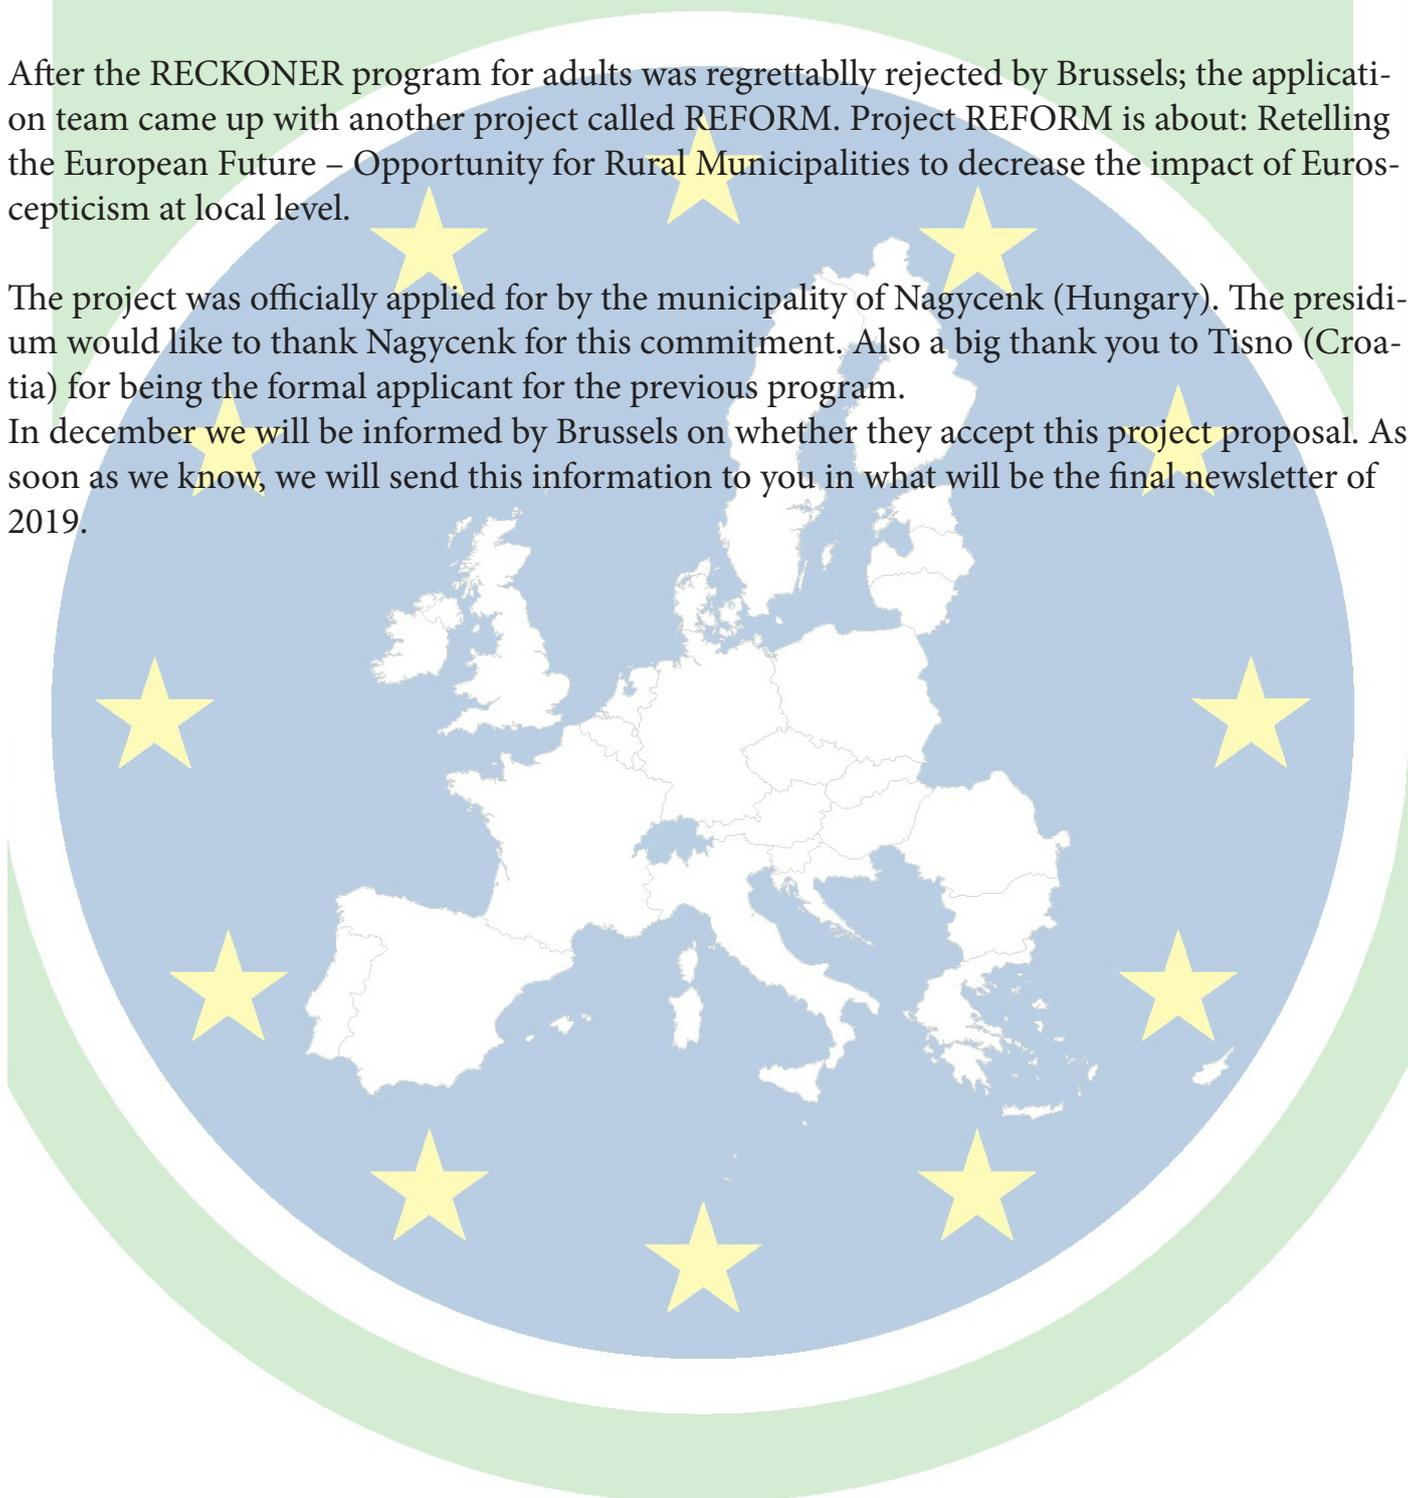 After the RECKONER program for adults was regrettablly rejected by Brussels; the applicati-
on team came up with another project called REFORM. Project REFORM is about: Retelling
the European Future – Opportunity for Rural Municipalities to decrease the impact of Euros-
cepticism at local level.
The project was officially applied for by the municipality of Nagycenk (Hungary). The presidi-
um would like to thank Nagycenk for this commitment. Also a big thank you to Tisno (Croa-
tia) for being the formal applicant for the previous program.
In december we will be informed by Brussels on whether they accept this project proposal. As
soon as we know, we will send this information to you in what will be the final newsletter of
2019.